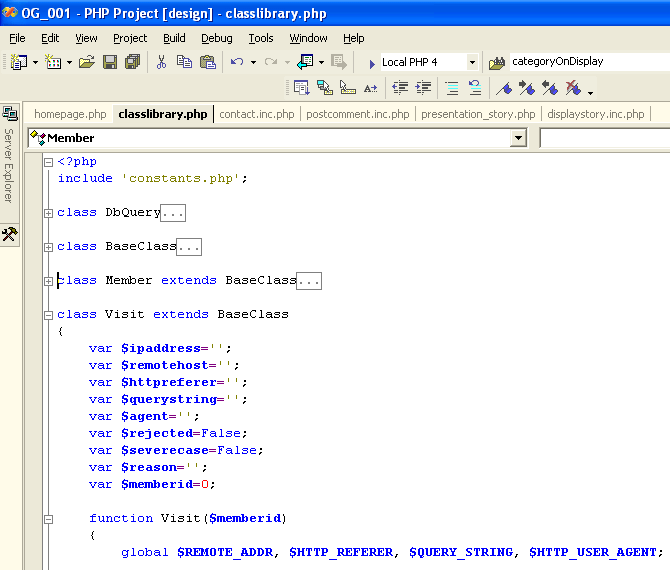 OG_001 - PHP Project [design] - classlibrary.php
File Edit View Project Build Debug Tools Window Help
Local PHP 4 categoryOnDisplay
homepage.php classlibrary.php contact.inc.php postcomment.inc.php presentation_story.php displaystory.inc.php
Server Explorer
Member
<?php
include 'constants.php';
class DbQuery...
class BaseClass...
class Member extends BaseClass...
class Visit extends BaseClass
{
var $ipaddress='';
var $remotehost='';
var $httpreferer='';
var $querystring='';
var $agent='';
var $rejected=False;
var $severecase=False;
var $reason='';
var $memberid=0;
function Visit($memberid)
{
global $REMOTE_ADDR, $HTTP_REFERER, $QUERY_STRING, $HTTP_USER_AGENT;